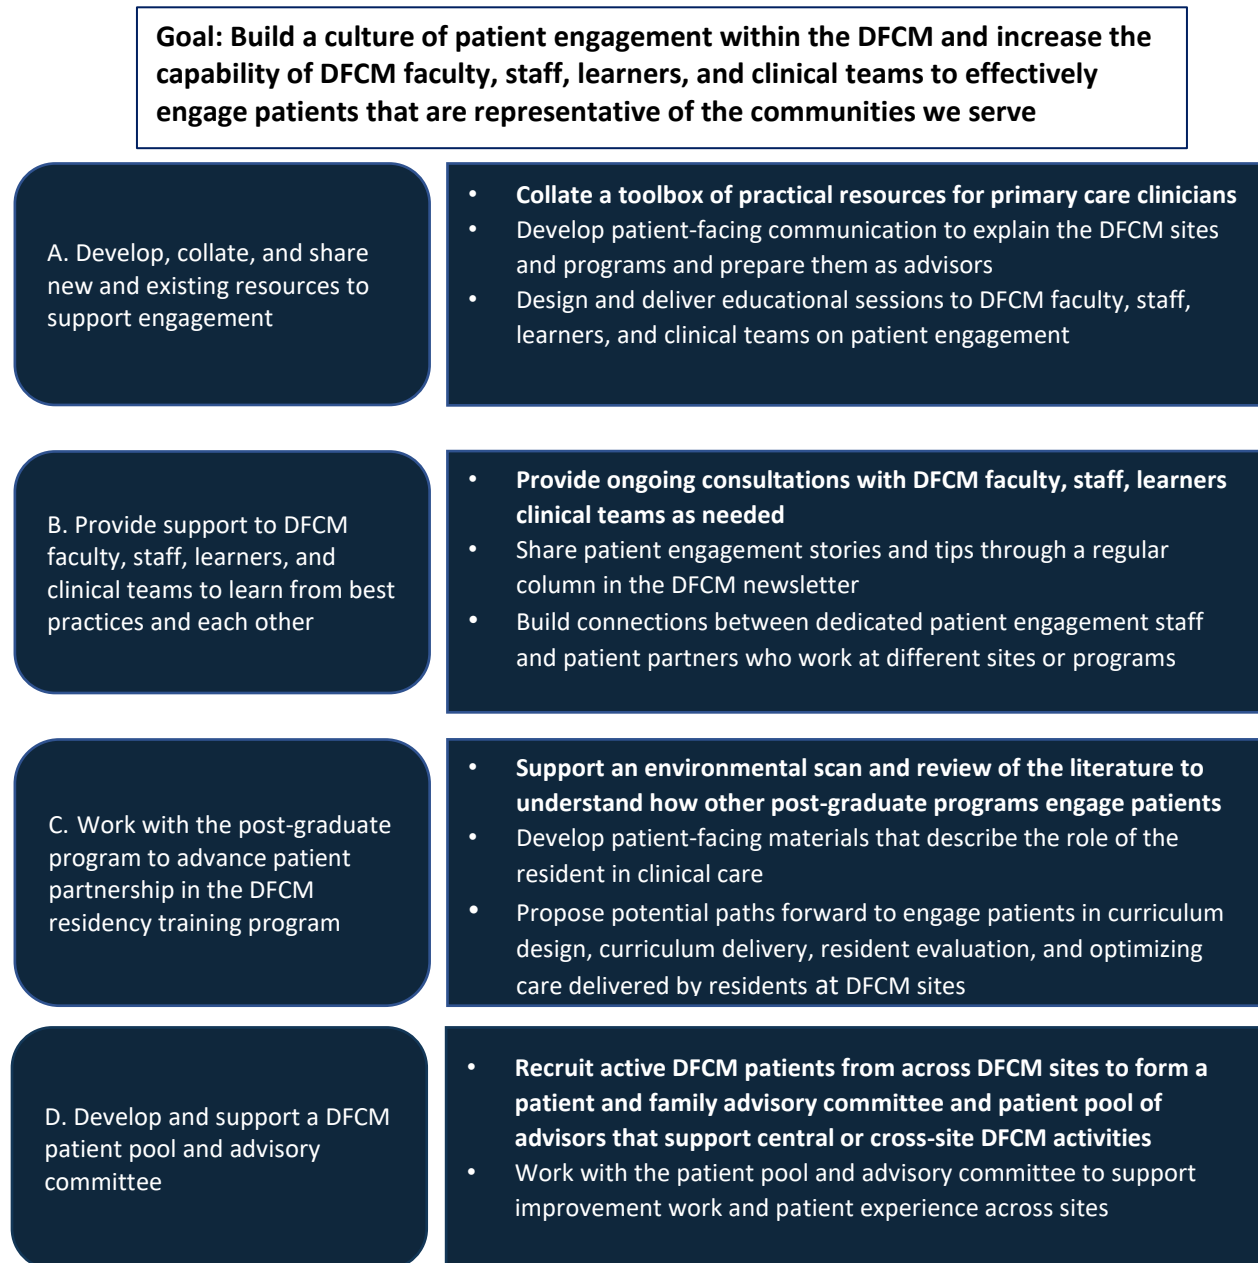 Goal: Build a culture of patient engagement within the DFCM and increase the
capability of DFCM faculty, staff, learners, and clinical teams to effectively
engage patients that are representative of the communities we serve
A. Develop, collate, and share
new and existing resources to
support engagement
• Collate a toolbox of practical resources for primary care clinicians
• Develop patient-facing communication to explain the DFCM sites
and programs and prepare them as advisors
• Design and deliver educational sessions to DFCM faculty, staff,
learners, and clinical teams on patient engagement
B. Provide support to DFCM
faculty, staff, learners, and
clinical teams to learn from best
practices and each other
• Provide ongoing consultations with DFCM faculty, staff, learners
clinical teams as needed
• Share patient engagement stories and tips through a regular
column in the DFCM newsletter
• Build connections between dedicated patient engagement staff
and patient partners who work at different sites or programs
C. Work with the post-graduate
program to advance patient
partnership in the DFCM
residency training program
• Support an environmental scan and review of the literature to
understand how other post-graduate programs engage patients
• Develop patient-facing materials that describe the role of the
resident in clinical care
• Propose potential paths forward to engage patients in curriculum
design, curriculum delivery, resident evaluation, and optimizing
care delivered by residents at DFCM sites
D. Develop and support a DFCM
patient pool and advisory
committee
• Recruit active DFCM patients from across DFCM sites to form a
patient and family advisory committee and patient pool of
advisors that support central or cross-site DFCM activities
• Work with the patient pool and advisory committee to support
improvement work and patient experience across sites